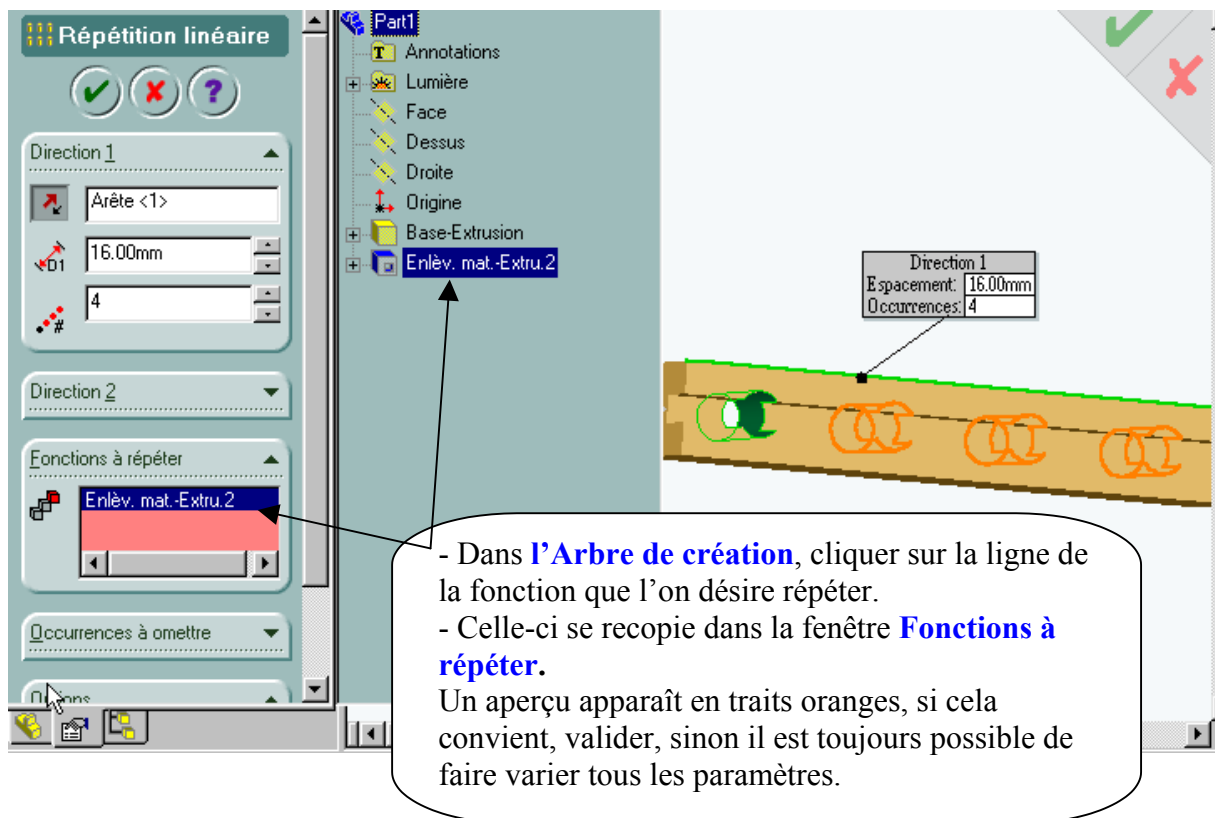 Répétition linéaire
Direction 1
Arête <1>
D1
16.00mm
4
#
Direction 2
Fonctions à répéter
Enlèv. mat.-Extru.2
Occurrences à omettre
Part1
Annotations
Lumière
Face
Dessus
Droite
Origine
Base-Extrusion
Enlèv. mat.-Extru.2
Direction 1
Espacement: 16.00mm
Occurrences: 4
- Dans l’Arbre de création, cliquer sur la ligne de
la fonction que l’on désire répéter.
- Celle-ci se recopie dans la fenêtre Fonctions à
répéter.
Un aperçu apparaît en traits oranges, si cela
convient, valider, sinon il est toujours possible de
faire varier tous les paramètres.